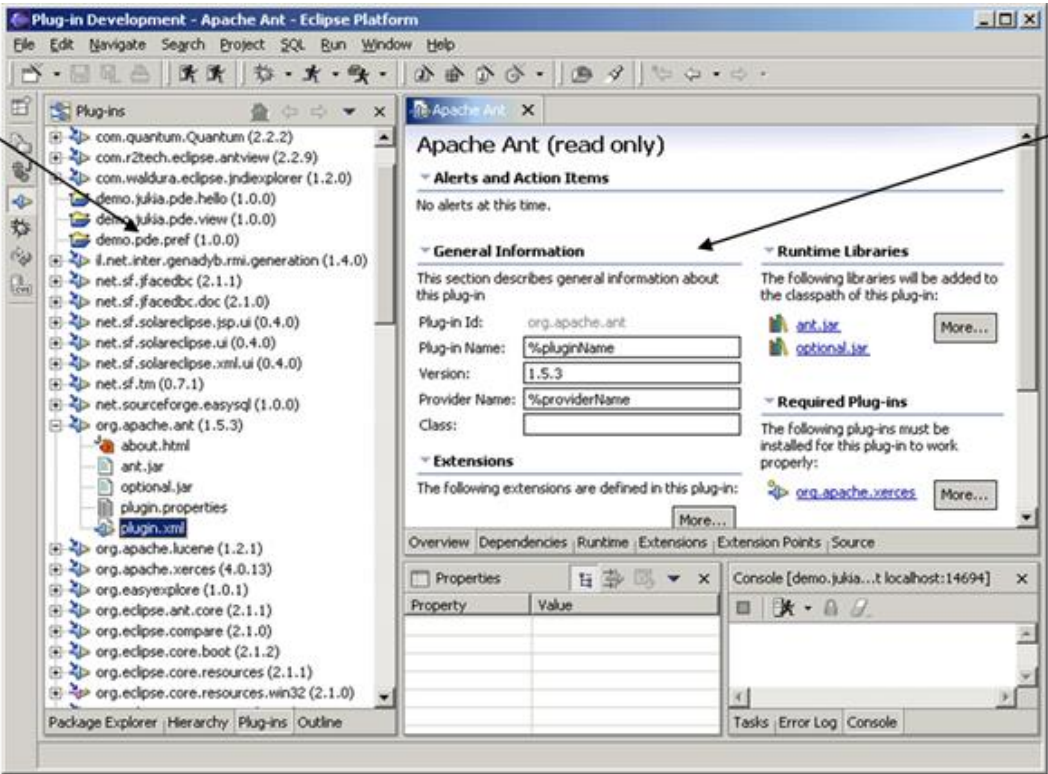 Plug-in Development - Apache Ant - Eclipse Platform
File Edit Navigate Search Project SQL Run Window Help
Plug-ins
com.quantum.Quantum (2.2.2)
com.r2tech.eclipse.antview (2.2.9)
com.waldura.eclipse.jndiexplorer (1.2.0)
demo.jukia.pde.hello (1.0.0)
demo.jukia.pde.view (1.0.0)
demo.pde.pref (1.0.0)
il.net.inter.genadyb.rmi.generation (1.4.0)
net.sf.jfacedbc (2.1.1)
net.sf.jfacedbc.doc (2.1.0)
net.sf.solareclipse.jsp.ui (0.4.0)
net.sf.solareclipse.ui (0.4.0)
net.sf.solareclipse.xml.ui (0.4.0)
net.sf.tm (0.7.1)
net.sourceforge.easysql (1.0.0)
org.apache.ant (1.5.3)
about.html
ant.jar
optional.jar
plugin.properties
plugin.xml
org.apache.lucene (1.2.1)
org.apache.xerces (4.0.13)
org.easyexplore (1.0.1)
org.eclipse.ant.core (2.1.1)
org.eclipse.compare (2.1.0)
org.eclipse.core.boot (2.1.2)
org.eclipse.core.resources (2.1.1)
org.eclipse.core.resources.win32 (2.1.0)
Package Explorer Hierarchy Plug-ins Outline
Apache Ant
Apache Ant (read only)
Alerts and Action Items
No alerts at this time.
General Information
This section describes general information about
this plug-in
Plug-in Id: org.apache.ant
Plug-in Name: %pluginName
Version: 1.5.3
Provider Name: %providerName
Class:
Extensions
The following extensions are defined in this plug-in:
More...
Runtime Libraries
The following libraries will be added to
the classpath of this plug-in:
ant.jar
More...
optional.jar
Required Plug-ins
The following plug-ins must be
installed for this plug-in to work
properly:
org.apache.xerces
More...
Overview Dependencies Runtime Extensions Extension Points Source
Properties
Property Value
Console [demo.jukia...t localhost:14694]
Tasks Error Log Console